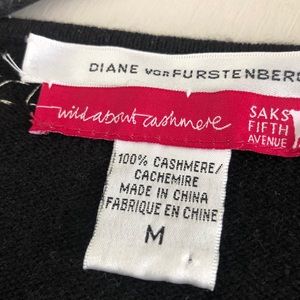 DIANE VON FURSTENBERG
wild about cashmere
SAKS
FIFTH
AVENUE
100% CASHMERE/
CACHEMIRE
MADE IN CHINA
FABRIQUE EN CHINE
M